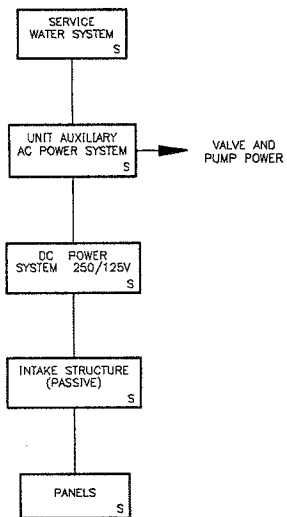 SERVICE
WATER SYSTEM
S
UNIT AUXILIARY
AC POWER SYSTEM
S
VALVE AND
PUMP POWER
DC POWER
SYSTEM 250/125V
S
INTAKE STRUCTURE
(PASSIVE)
S
PANELS
S